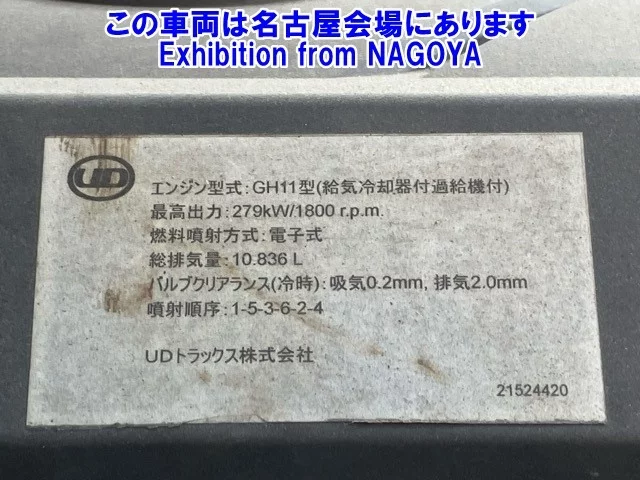 この車両は名古屋会場にあります
Exhibition from NAGOYA
UD
エンジン型式:GH11型(給気冷却器付過給機付)
最高出力:279kW/1800 r.p.m.
燃料噴射方式:電子式
総排気量:10.836 L
バルブクリアランス(冷時):吸気0.2mm, 排気2.0mm
噴射順序:1-5-3-6-2-4
UDトラックス株式会社
21524420